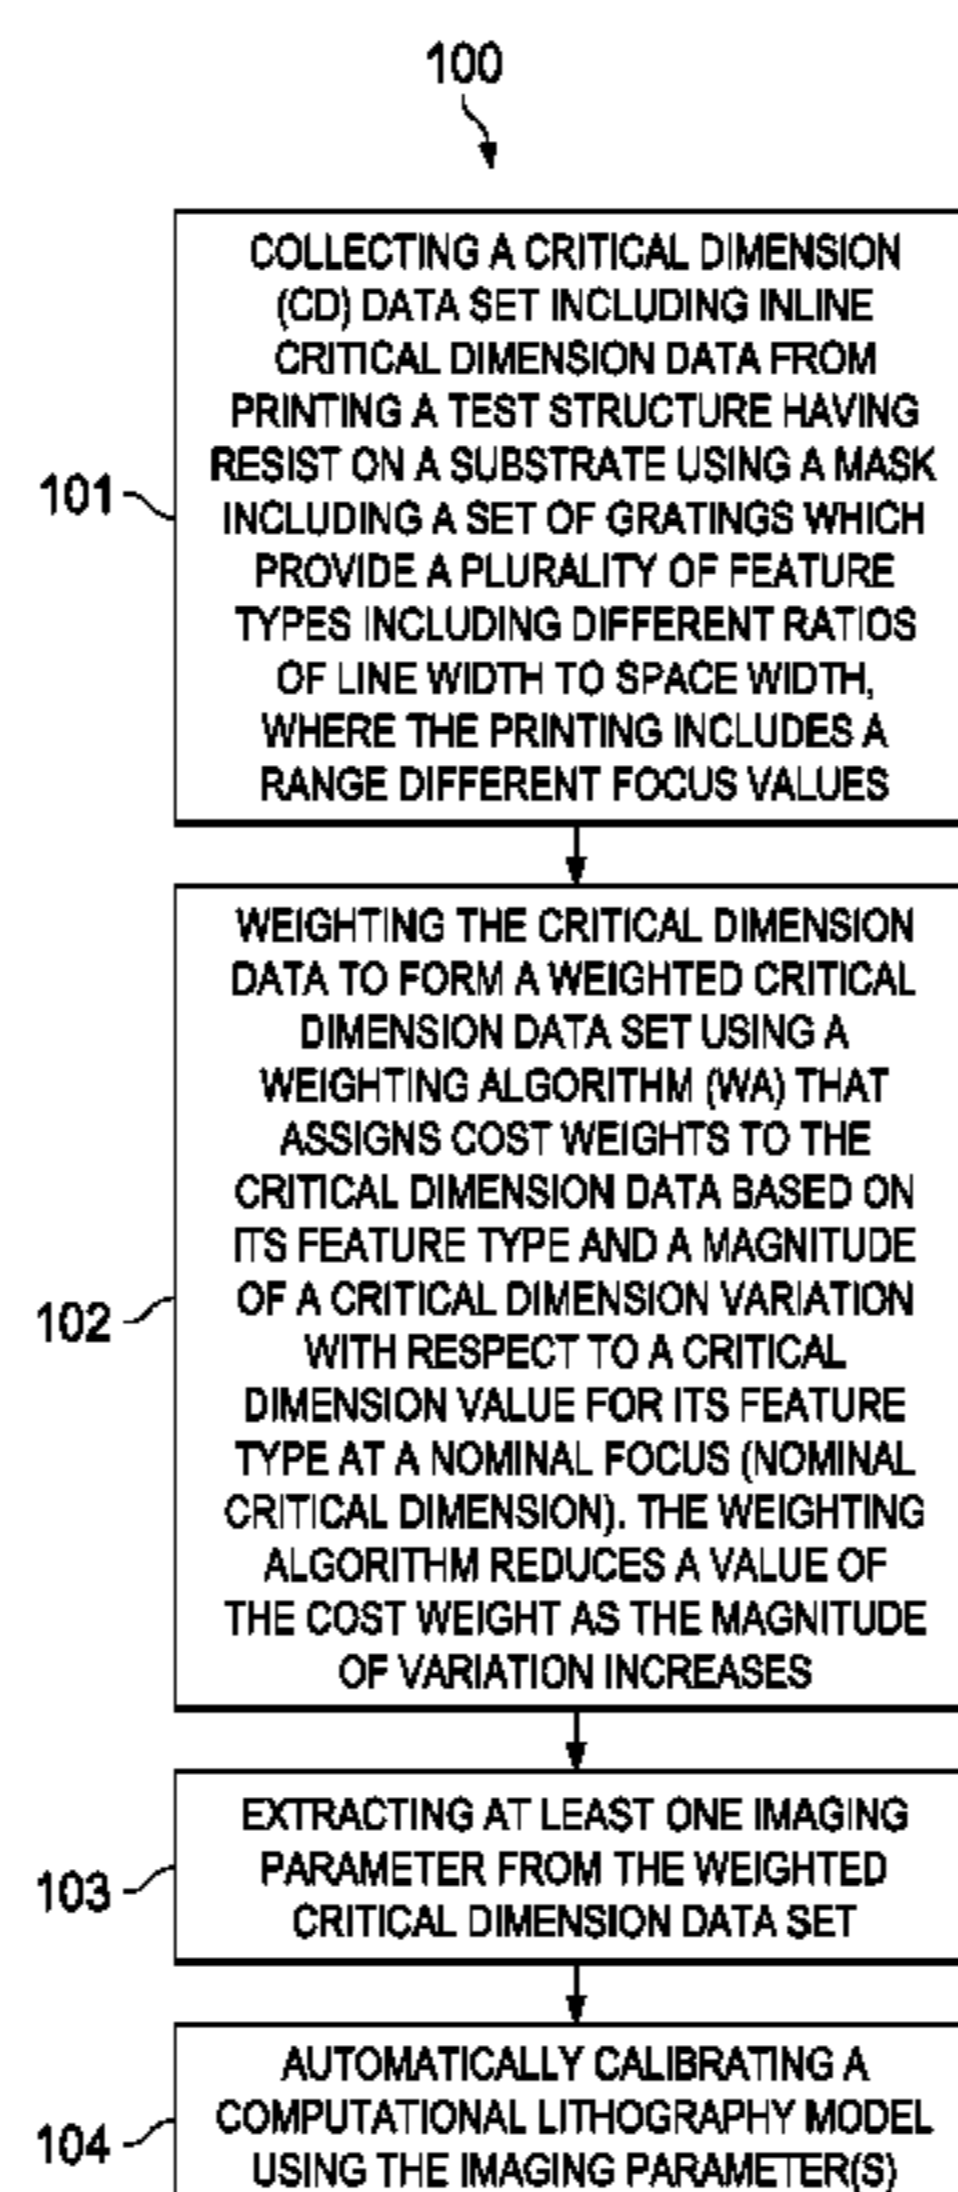 100
COLLECTING A CRITICAL DIMENSION
(CD) DATA SET INCLUDING INLINE
CRITICAL DIMENSION DATA FROM
PRINTING A TEST STRUCTURE HAVING
RESIST ON A SUBSTRATE USING A MASK
INCLUDING A SET OF GRATINGS WHICH
PROVIDE A PLURALITY OF FEATURE
TYPES INCLUDING DIFFERENT RATIOS
OF LINE WIDTH TO SPACE WIDTH,
WHERE THE PRINTING INCLUDES A
RANGE DIFFERENT FOCUS VALUES
101
WEIGHTING THE CRITICAL DIMENSION
DATA TO FORM A WEIGHTED CRITICAL
DIMENSION DATA SET USING A
WEIGHTING ALGORITHM (WA) THAT
ASSIGNS COST WEIGHTS TO THE
CRITICAL DIMENSION DATA BASED ON
ITS FEATURE TYPE AND A MAGNITUDE
OF A CRITICAL DIMENSION VARIATION
WITH RESPECT TO A CRITICAL
DIMENSION VALUE FOR ITS FEATURE
TYPE AT A NOMINAL FOCUS (NOMINAL
CRITICAL DIMENSION). THE WEIGHTING
ALGORITHM REDUCES A VALUE OF
THE COST WEIGHT AS THE MAGNITUDE
OF VARIATION INCREASES
102
EXTRACTING AT LEAST ONE IMAGING
PARAMETER FROM THE WEIGHTED
CRITICAL DIMENSION DATA SET
103
AUTOMATICALLY CALIBRATING A
COMPUTATIONAL LITHOGRAPHY MODEL
USING THE IMAGING PARAMETER(S)
104